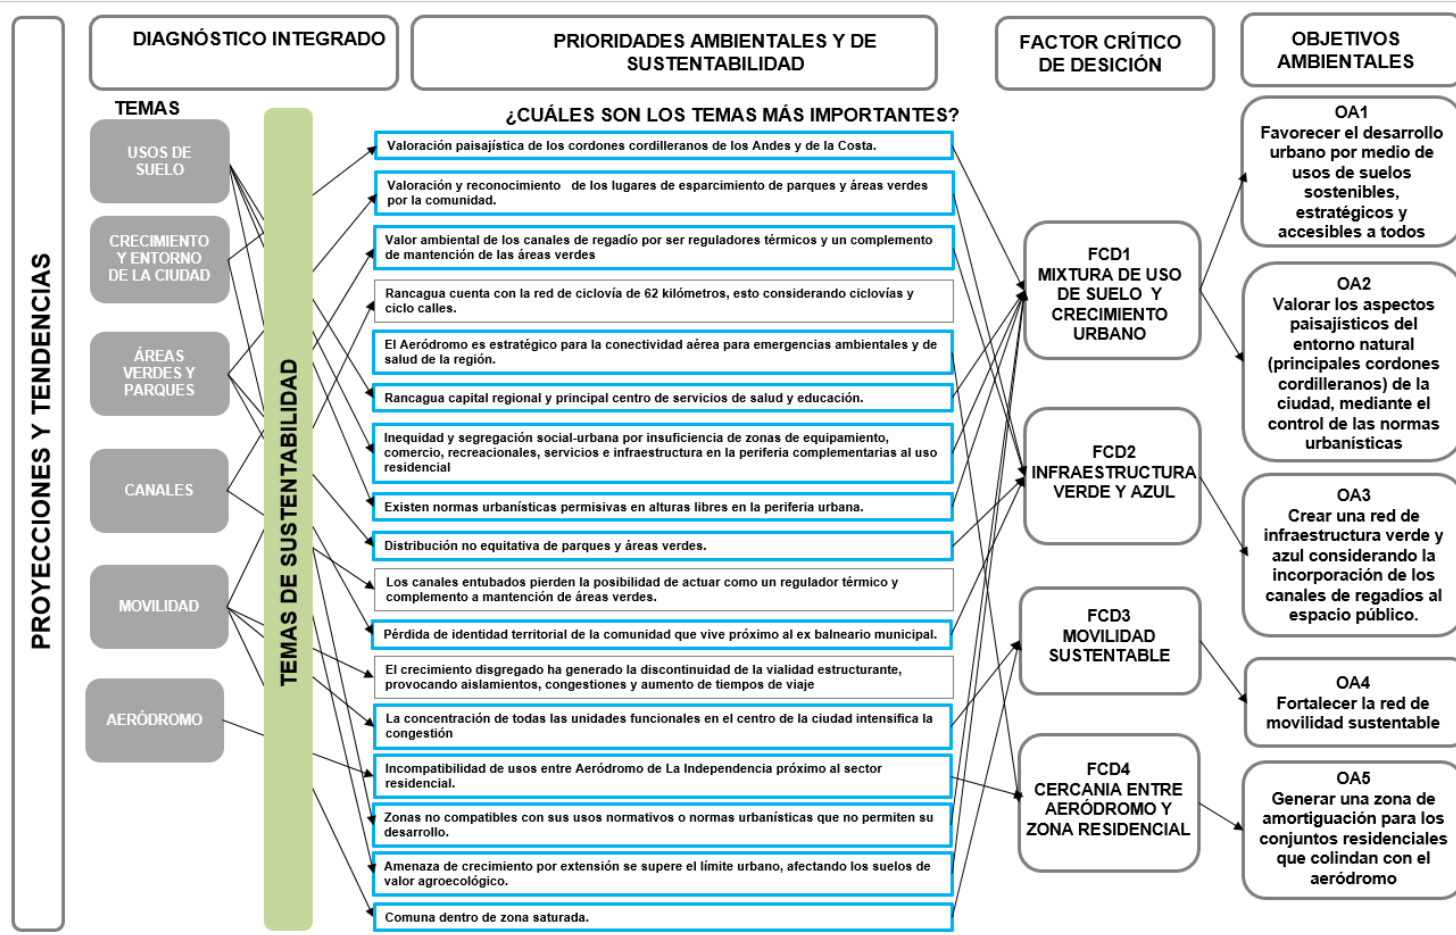 PROYECCIONES Y TENDENCIAS
DIAGNÓSTICO INTEGRADO
PRIORIDADES AMBIENTALES Y DE
SUSTENTABILIDAD
FACTOR CRÍTICO
DE DESICIÓN
OBJETIVOS
AMBIENTALES
TEMAS
¿CUÁLES SON LOS TEMAS MÁS IMPORTANTES?
USOS DE
SUELO
CRECIMIENTO
Y ENTORNO
DE LA CIUDAD
ÁREAS
VERDES Y
PARQUES
CANALES
MOVILIDAD
AERÓDROMO
TEMAS DE SUSTENTABILIDAD
Valoración paisajística de los cordones cordilleranos de los Andes y de la Costa.
Valoración y reconocimiento de los lugares de esparcimiento de parques y áreas verdes
por la comunidad.
Valor ambiental de los canales de regadío por ser reguladores térmicos y un complemento
de mantención de las áreas verdes
Rancagua cuenta con la red de ciclovía de 62 kilómetros, esto considerando ciclovías y
ciclo calles.
El Aeródromo es estratégico para la conectividad aérea para emergencias ambientales y de
salud de la región.
Rancagua capital regional y principal centro de servicios de salud y educación.
Inequidad y segregación social-urbana por insuficiencia de zonas de equipamiento,
comercio, recreacionales, servicios e infraestructura en la periferia complementarias al uso
residencial
Existen normas urbanísticas permisivas en alturas libres en la periferia urbana.
Distribución no equitativa de parques y áreas verdes.
Los canales entubados pierden la posibilidad de actuar como un regulador térmico y
complemento a mantención de áreas verdes.
Pérdida de identidad territorial de la comunidad que vive próximo al ex balneario municipal.
El crecimiento disgregado ha generado la discontinuidad de la vialidad estructurante,
provocando aislamientos, congestiones y aumento de tiempos de viaje
La concentración de todas las unidades funcionales en el centro de la ciudad intensifica la
congestión
Incompatibilidad de usos entre Aeródromo de La Independencia próximo al sector
residencial.
Zonas no compatibles con sus usos normativos o normas urbanísticas que no permiten su
desarrollo.
Amenaza de crecimiento por extensión se supere el límite urbano, afectando los suelos de
valor agroecológico.
Comuna dentro de zona saturada.
FCD1
MIXTURA DE USO
DE SUELO Y
CRECIMIENTO
URBANO
FCD2
INFRAESTRUCTURA
VERDE Y AZUL
FCD3
MOVILIDAD
SUSTENTABLE
FCD4
CERCANIA ENTRE
AERÓDROMO Y
ZONA RESIDENCIAL
OA1
Favorecer el desarrollo
urbano por medio de
usos de suelos
sostenibles,
estratégicos y
accesibles a todos
OA2
Valorar los aspectos
paisajísticos del
entorno natural
(principales cordones
cordilleranos) de la
ciudad, mediante el
control de las normas
urbanísticas
OA3
Crear una red de
infraestructura verde y
azul considerando la
incorporación de los
canales de regadíos al
espacio público.
OA4
Fortalecer la red de
movilidad sustentable
OA5
Generar una zona de
amortiguación para los
conjuntos residenciales
que colindan con el
aeródromo